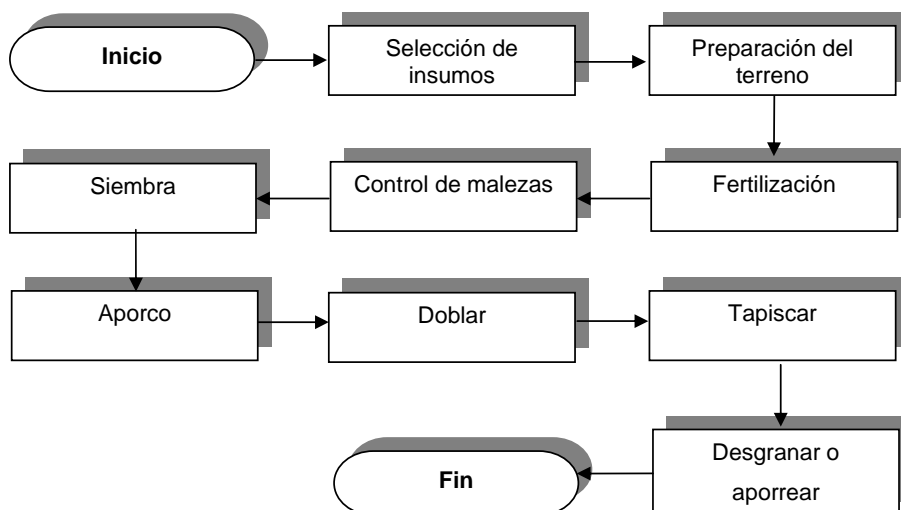 Inicio
Selección de
insumos
Preparación del
terreno
Fertilización
Control de malezas
Siembra
Aporco
Doblar
Tapiscar
Desgranar o
aporrear
Fin